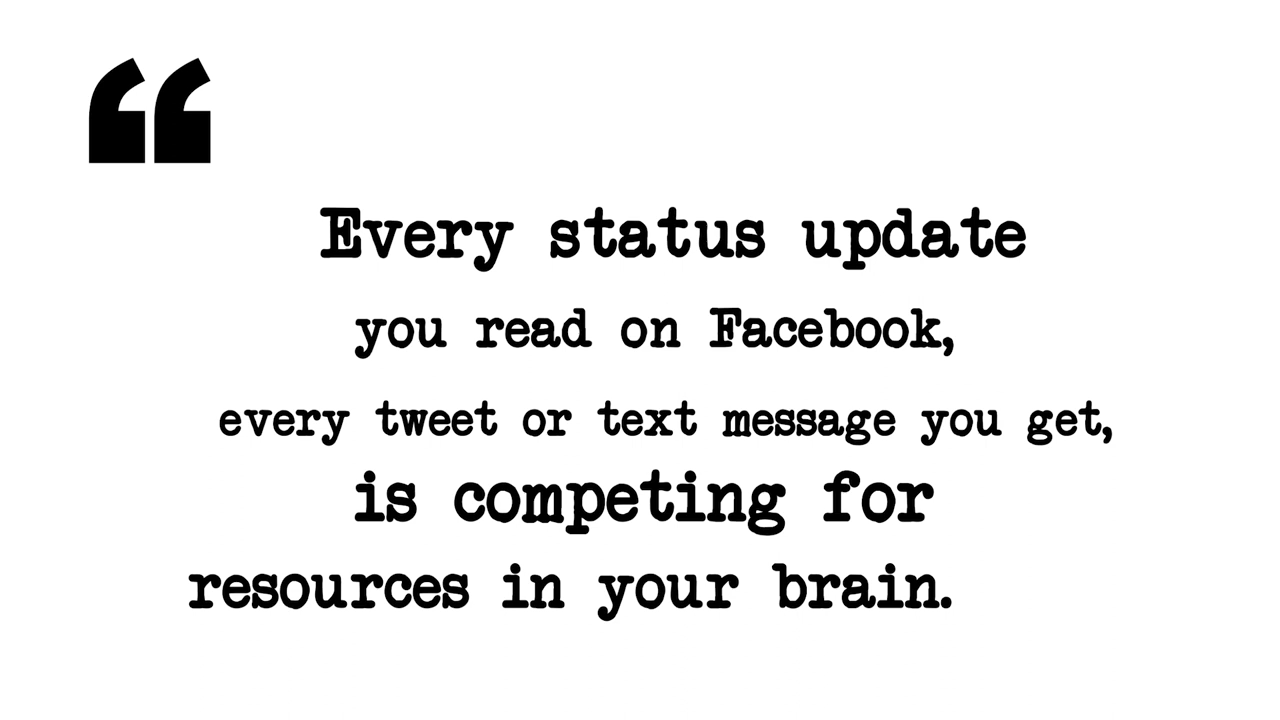 “
Every status update
you read on Facebook,
every tweet or text message you get,
is competing for
resources in your brain.